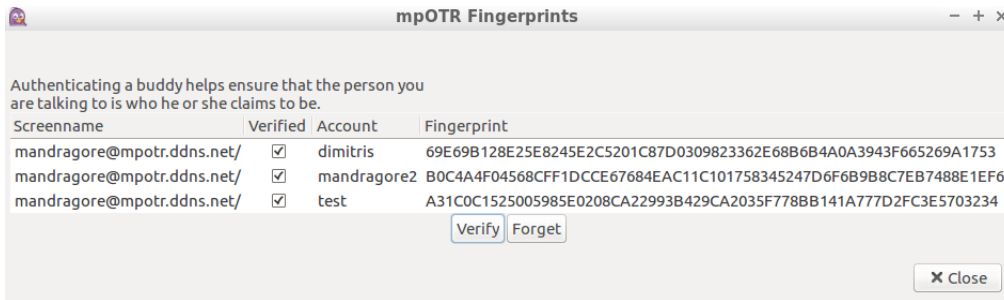 mpOTR Fingerprints
Authenticating a buddy helps ensure that the person you
are talking to is who he or she claims to be.
Screenname Verified Account Fingerprint
mandragore@mpotr.ddns.net/ dimitris 69E69B128E25E8245E2C5201C87D0309823362E68B6B4A0A3943F665269A1753
mandragore@mpotr.ddns.net/ mandragore2 B0C4A4F04568CFF1DCCE67684EAC11C101758345247D6F6B9B8C7EB7488E1EF6
mandragore@mpotr.ddns.net/ test A31C0C1525005985E0208CA22993B429CA2035F778BB141A777D2FC3E5703234
Verify Forget
Close